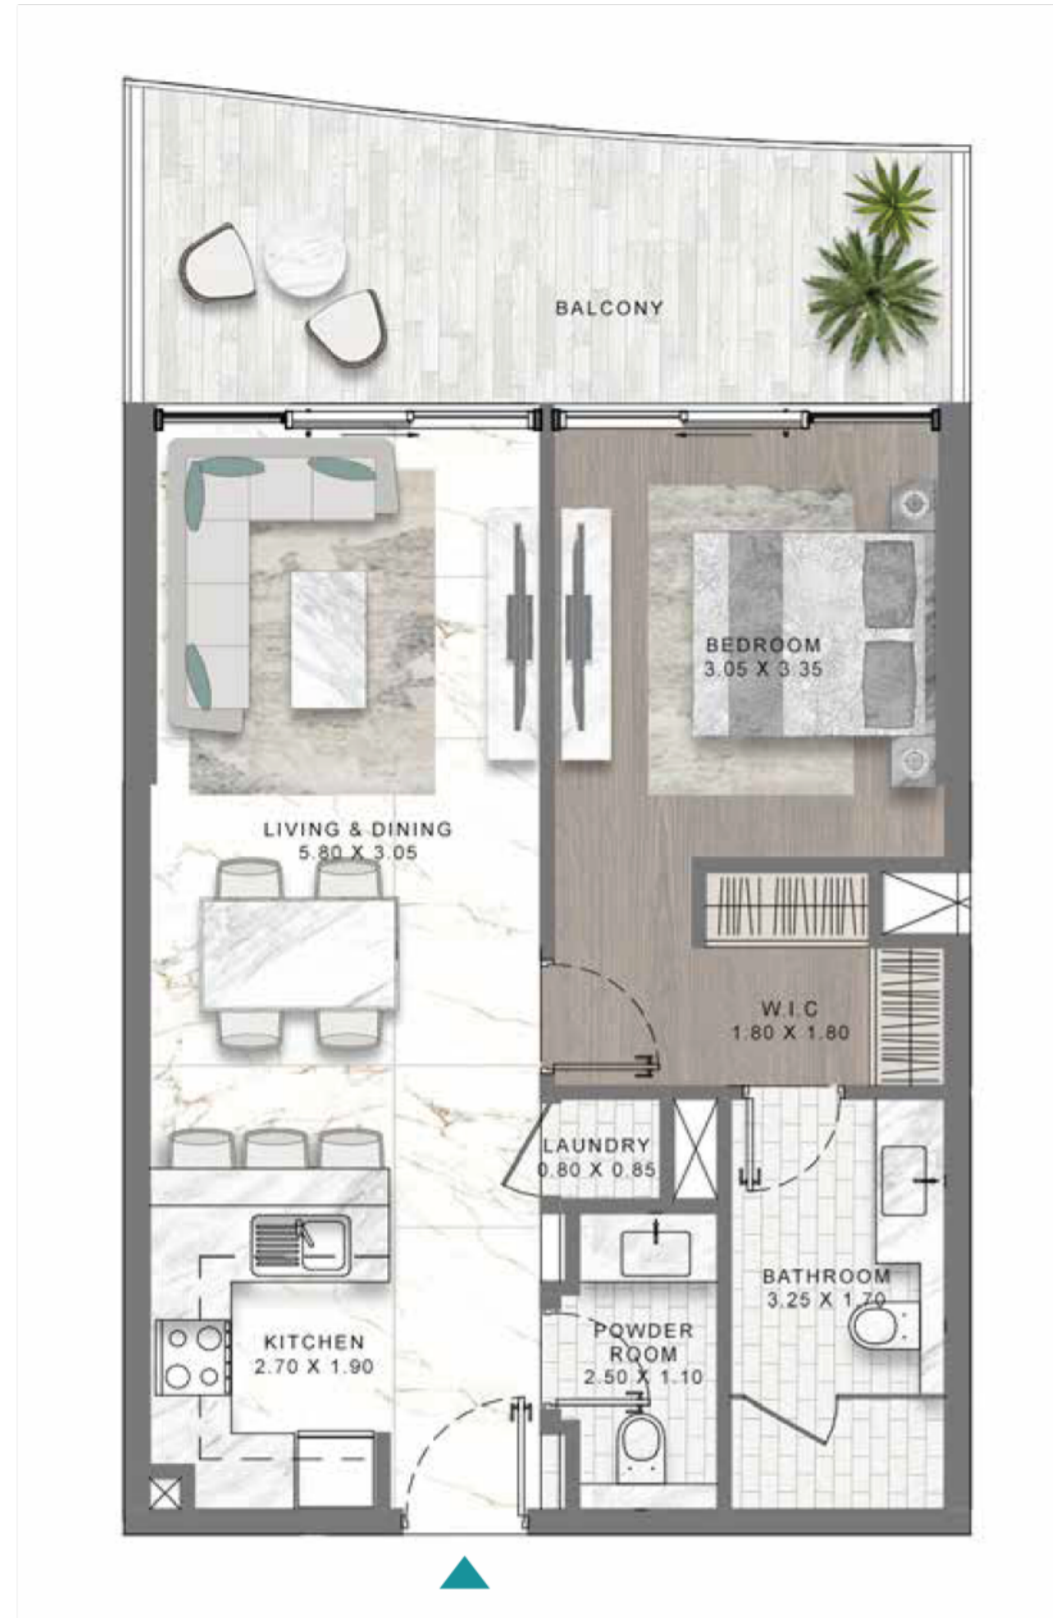 BALCONY
BEDROOM
3.05 X 3.35
LIVING & DINING
5.80 X 3.05
W.I.C
1.80 X 1.80
LAUNDRY
0.80 X 0.85
BATHROOM
3.25 X 1.70
POWDER
ROOM
2.50 X 1.10
KITCHEN
2.70 X 1.90